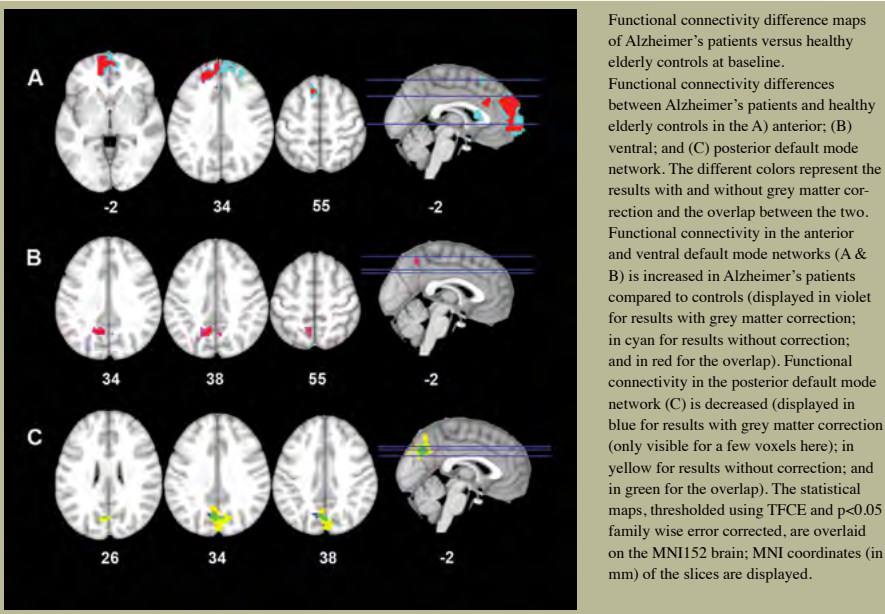 A
-2 34 55 -2
B
34 38 55 -2
C
26 34 38 -2
Functional connectivity difference maps
of Alzheimer's patients versus healthy
elderly controls at baseline.
Functional connectivity differences
between Alzheimer's patients and healthy
elderly controls in the A) anterior; (B)
ventral; and (C) posterior default mode
network. The different colors represent the
results with and without grey matter cor-
rection and the overlap between the two.
Functional connectivity in the anterior
and ventral default mode networks (A &
B) is increased in Alzheimer's patients
compared to controls (displayed in violet
for results with grey matter correction;
in cyan for results without correction;
and in red for the overlap). Functional
connectivity in the posterior default mode
network (C) is decreased (displayed in
blue for results with grey matter correction
(only visible for a few voxels here); in
yellow for results without correction; and
in green for the overlap). The statistical
maps, thresholded using TFCE and p<0.05
family wise error corrected, are overlaid
on the MNI152 brain; MNI coordinates (in
mm) of the slices are displayed.